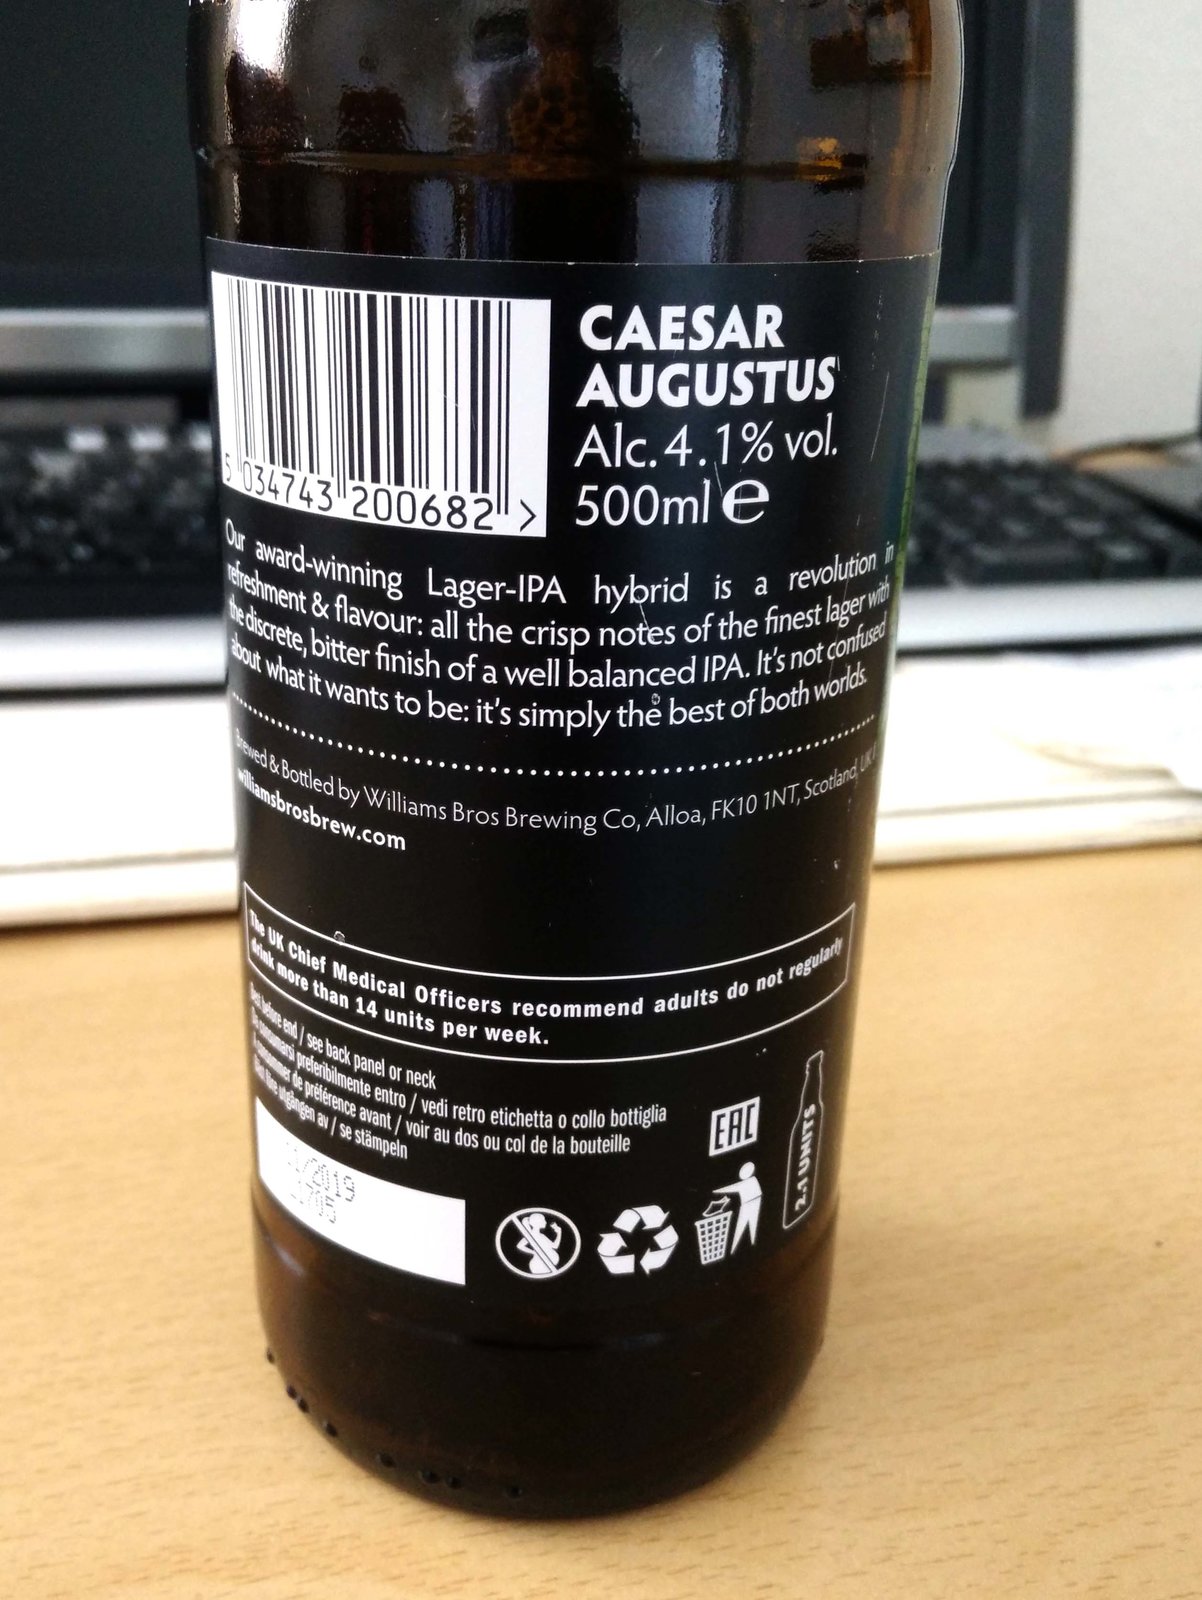 CAESAR
AUGUSTUS
Alc. 4.1% vol.
500ml e
5 034743 200682 >
Our award-winning Lager-IPA hybrid is a revolution in
refreshment & flavour: all the crisp notes of the finest lager with
the discrete, bitter finish of a well balanced IPA. It's not confused
about what it wants to be: it's simply the best of both worlds.
Brewed & Bottled by Williams Bros Brewing Co, Alloa, FK10 1NT, Scotland, UK
williamsbrosbrew.com
The UK Chief Medical Officers recommend adults do not regularly
drink more than 14 units per week.
Best before end / see back panel or neck
Da consumarsi preferibilmente entro / vedi retro etichetta o collo bottiglia
A consommer de préférence avant / voir au dos ou col de la bouteille
Bäst före utgången av / se stämpeln
/2019
EAC
2.1 UNITS